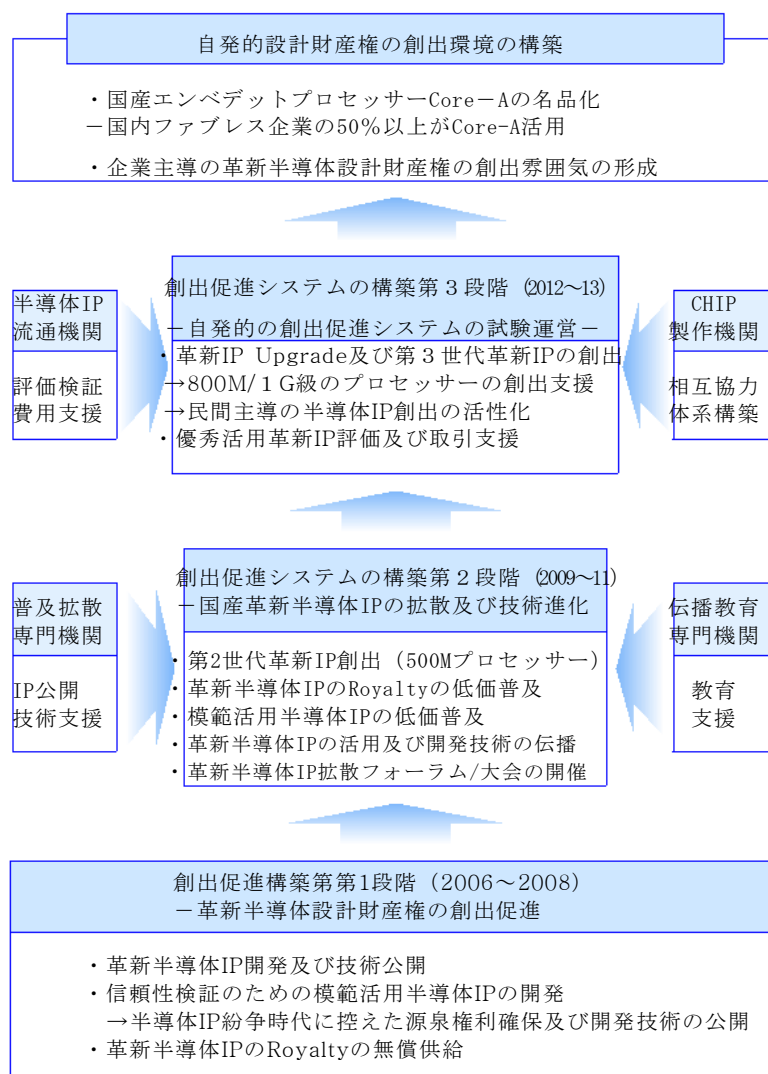 自発的設計財産権の創出環境の構築
・国産エンベデットプロセッサーCore－Aの名品化
－国内ファブレス企業の50％以上がCore-A活用
・企業主導の革新半導体設計財産権の創出雰囲気の形成
半導体IP
流通機関
評価検証
費用支援
創出促進システムの構築第３段階 (2012～13)
－自発的の創出促進システムの試験運営－
・革新IP Upgrade及び第３世代革新IPの創出
→800M/１G級のプロセッサーの創出支援
→民間主導の半導体IP創出の活性化
・優秀活用革新IP評価及び取引支援
CHIP
製作機関
相互協力
体系構築
普及拡散
専門機関
IP公開
技術支援
創出促進システムの構築第２段階 (2009～11)
－国産革新半導体IPの拡散及び技術進化
・第2世代革新IP創出（500Mプロセッサー）
・革新半導体IPのRoyaltyの低価普及
・模範活用半導体IPの低価普及
・革新半導体IPの活用及び開発技術の伝播
・革新半導体IP拡散フォーラム/大会の開催
伝播教育
専門機関
教育
支援
創出促進構築第第1段階（2006～2008）
－革新半導体設計財産権の創出促進
・革新半導体IP開発及び技術公開
・信頼性検証のための模範活用半導体IPの開発
→半導体IP紛争時代に控えた源泉権利確保及び開発技術の公開
・革新半導体IPのRoyaltyの無償供給